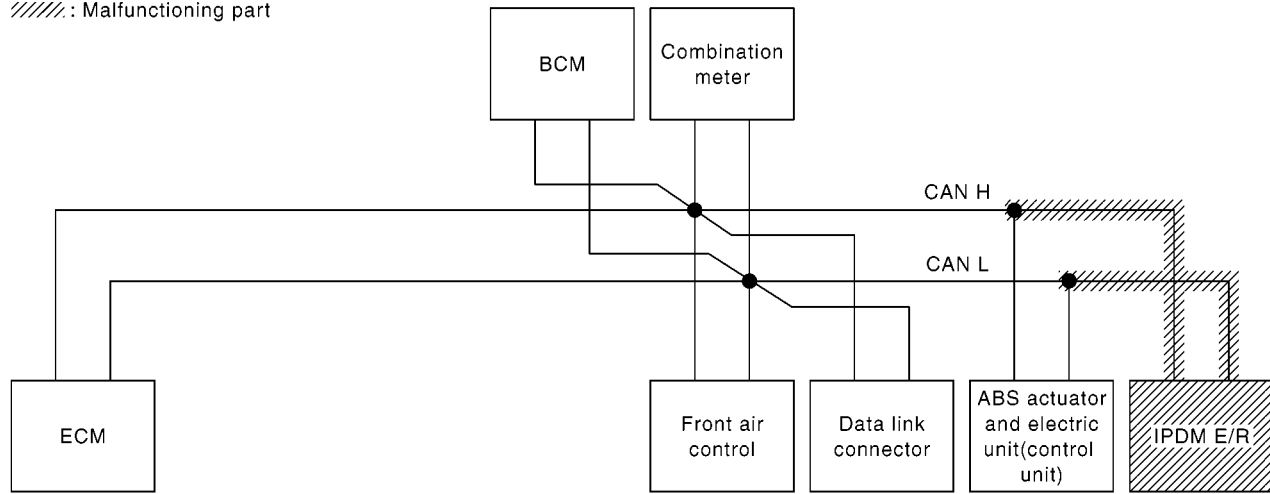 : Malfunctioning part
BCM
Combination
meter
CAN H
CAN L
ECM
Front air
control
Data link
connector
ABS actuator
and electric
unit(control
unit)
IPDM E/R